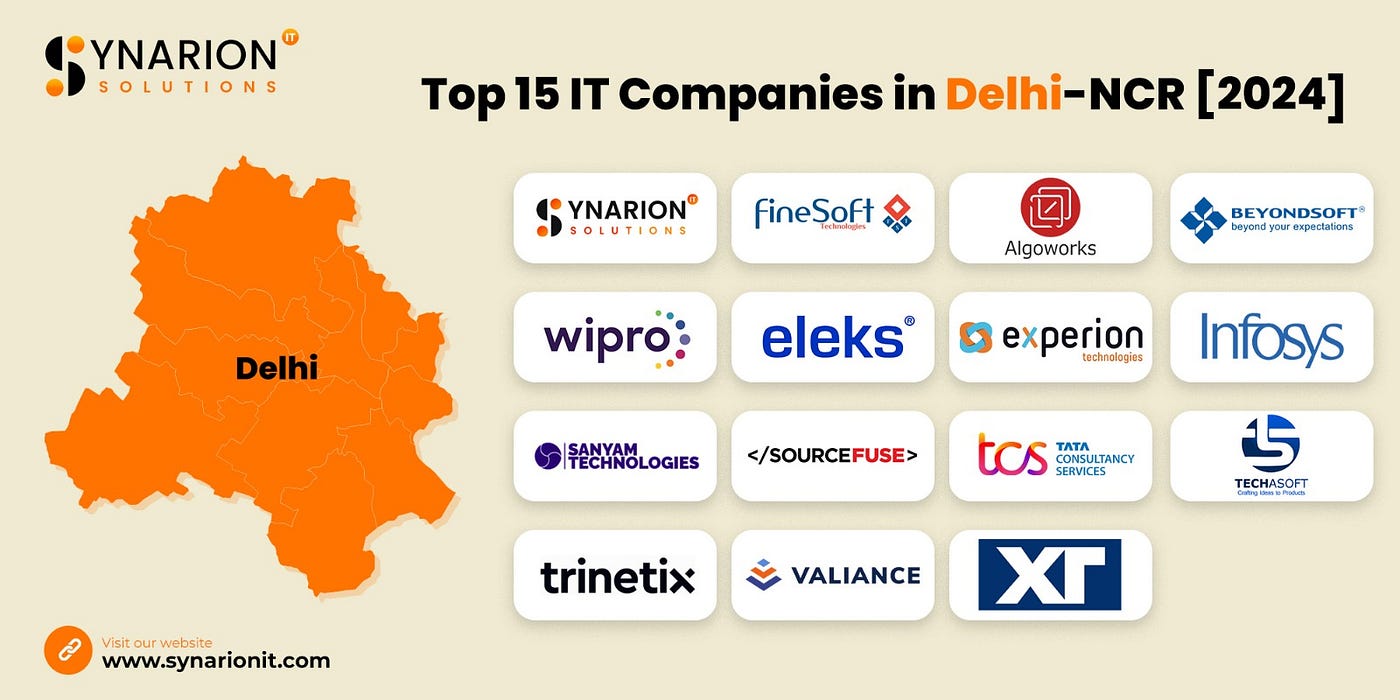 SYNARION IT
SOLUTIONS
Top 15 IT Companies in Delhi-NCR [2024]
Delhi
SYNARION IT
SOLUTIONS
fineSoft
Technologies
F S T
Algoworks
BEYONDSOFT®
beyond your expectations
wipro
eleks®
experion
technologies
Infosys
SANYAM
TECHNOLOGIES
</SOURCEFUSE>
tcs
TATA
CONSULTANCY
SERVICES
TECHASOFT
Crafting Ideas to Products
trinetix
VALIANCE
XT
Visit our website
www.synarionit.com